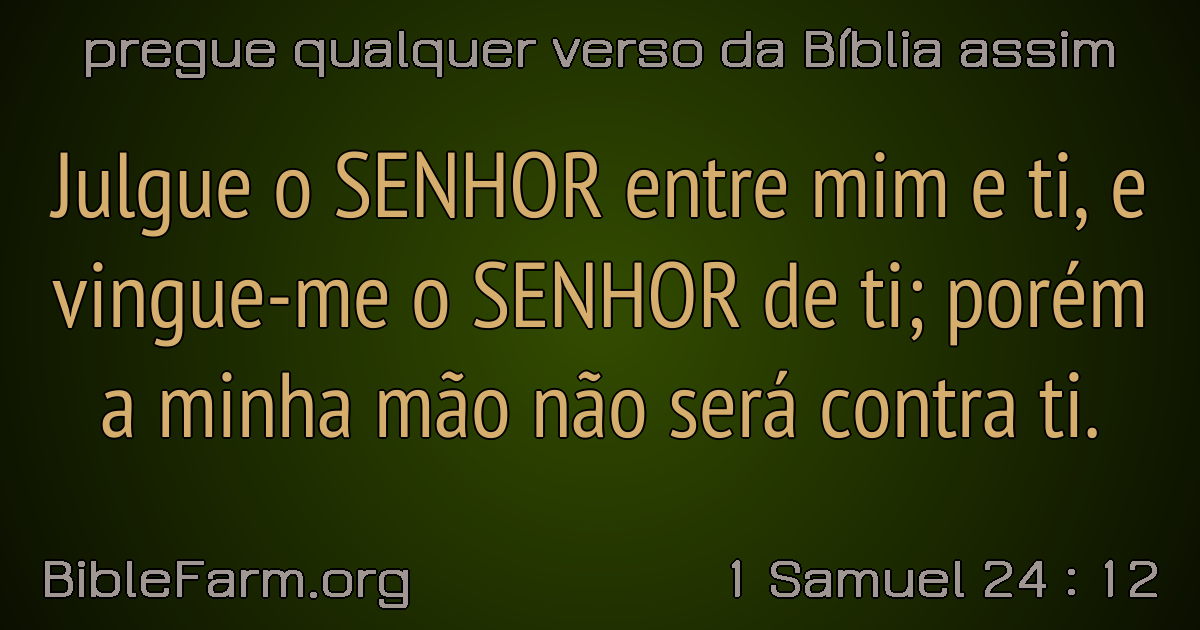 pregue qualquer verso da Bíblia assim
Julgue o SENHOR entre mim e ti, e
vingue-me o SENHOR de ti; porém
a minha mão não será contra ti.
BibleFarm.org
1 Samuel 24 : 12